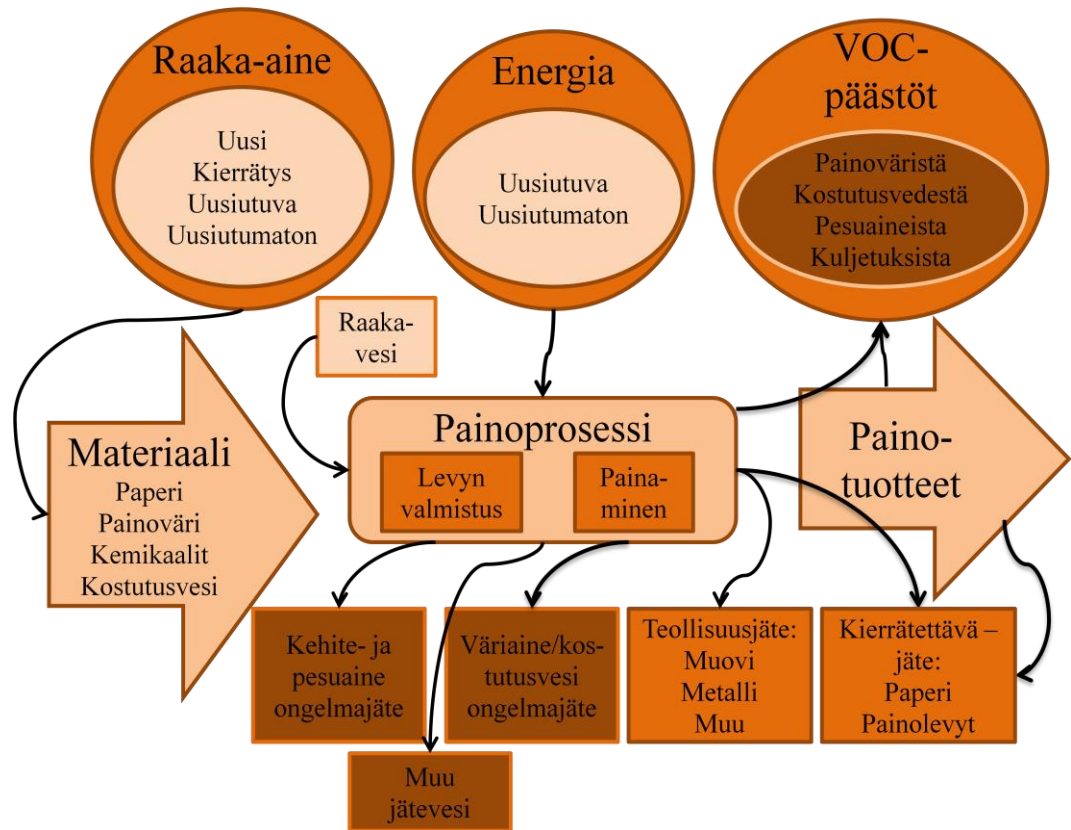 Raaka-aine
Uusi
Kierrätys
Uusiutuva
Uusiutumaton
Energia
Uusiutuva
Uusiutumaton
VOC-
päästöt
Painoväristä
Kostutusvedestä
Pesuaineista
Kuljetuksista
Raaka-
vesi
Materiaali
Paperi
Painoväri
Kemikaalit
Kostutusvesi
Painoprosessi
Levyn
valmistus
Paina-
minen
Paino-
tuotteet
Kehite- ja
pesuaine
ongelmajäte
Väriaine/kos-
tutusvesi
ongelmajäte
Teollisuusjäte:
Muovi
Metalli
Muu
Kierrätettävä –
jäte:
Paperi
Painolevyt
Muu
jätevesi